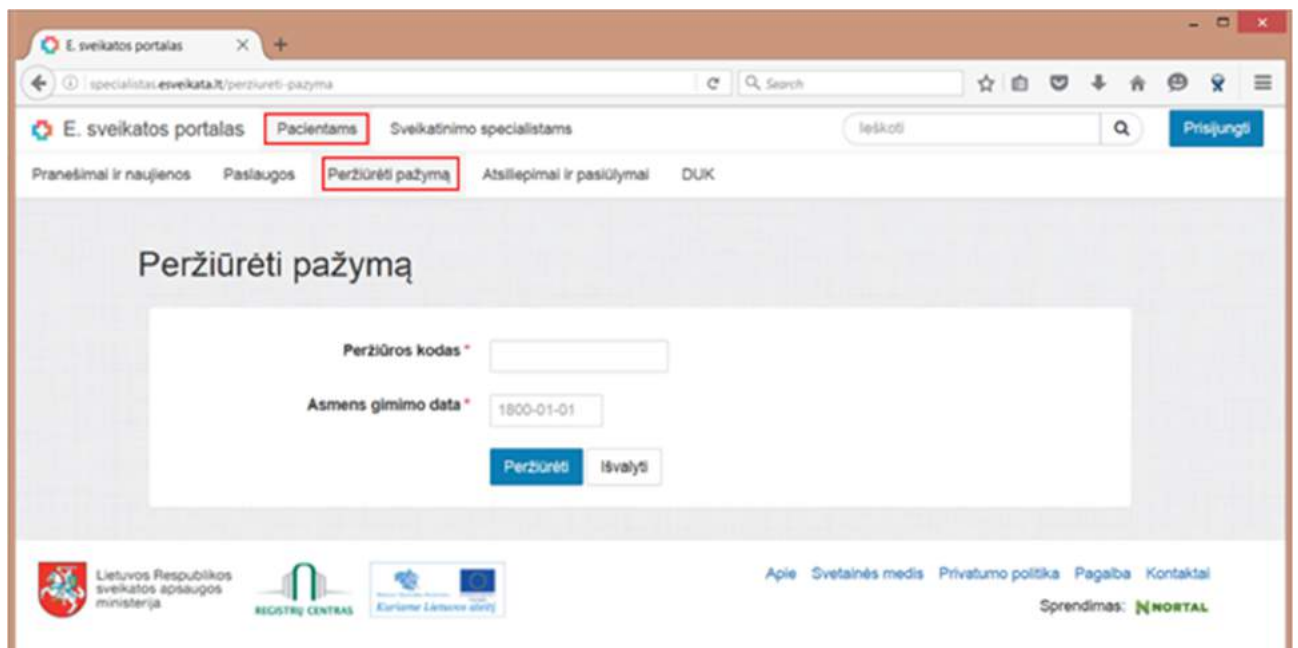 E. sveikatos portalas
specialistas.esveikata.lt/perziureti-pazyma
Search
E. sveikatos portalas Pacientams Sveikatinimo specialistams Ieškoti Prisijungti
Pranešimai ir naujienos Paslaugos Peržiūrėti pažymą Atsiliepimai ir pasiūlymai DUK
Peržiūrėti pažymą
Peržiūros kodas *
Asmens gimimo data * 1800-01-01
Peržiūrėti Išvalyti
Apie Svetainės medis Privatumo politika Pagalba Kontaktai
Lietuvos Respublikos
sveikatos apsaugos
ministerija
REGISTRŲ CENTRAS
Kuriame Lietuvos ateitį
Sprendimas: NORTAL